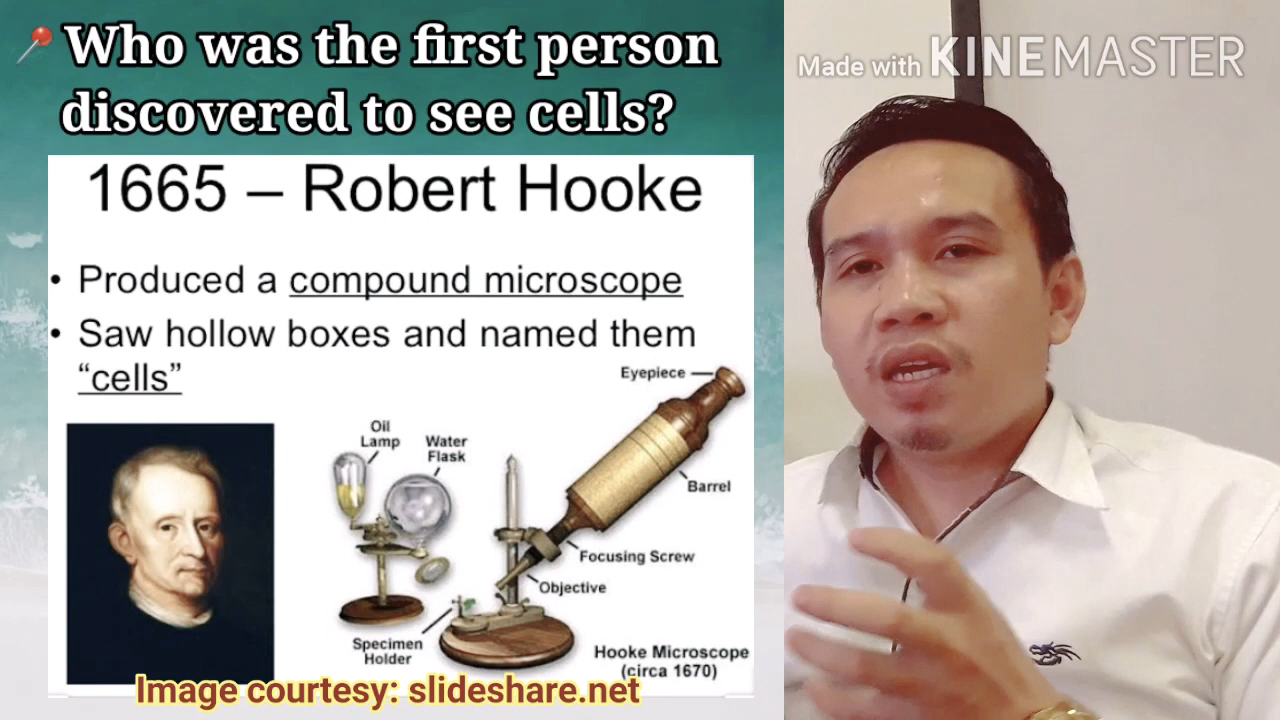 Who was the first person
discovered to see cells?
Made with KINEMASTER
1665 – Robert Hooke
• Produced a compound microscope
• Saw hollow boxes and named them
“cells”
Eyepiece
Oil
Lamp
Water
Flask
Barrel
Focusing Screw
Objective
Specimen
Holder
Hooke Microscope
(circa 1670)
Image courtesy: slideshare.net